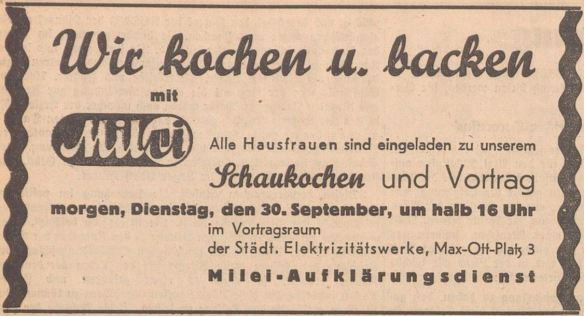 Wir kochen u. backen
mit
Milei
Alle Hausfrauen sind eingeladen zu unserem
Schaukochen und Vortrag
morgen, Dienstag, den 30. September, um halb 16 Uhr
im Vortragsraum
der Städt. Elektrizitätswerke, Max-Ott-Platz 3
Milei-Aufklärungsdienst